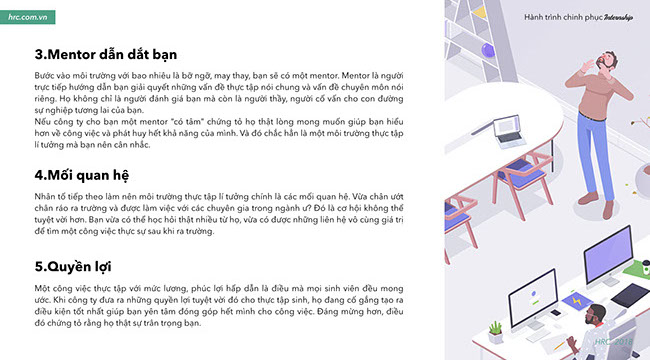 hrc.com.vn
Hành trình chinh phục Internship
3.Mentor dẫn dắt bạn
Bước vào môi trường với bao nhiêu là bỡ ngỡ, may thay, bạn sẽ có một mentor. Mentor là người
trực tiếp hướng dẫn bạn giải quyết những vấn đề thực tập nói chung và vấn đề chuyên môn nói
riêng. Họ không chỉ là người đánh giá bạn mà còn là người thầy, người cố vấn cho con đường
sự nghiệp tương lai của bạn.
Nếu công ty cho bạn một mentor “có tâm” chứng tỏ họ thật lòng mong muốn giúp bạn hiểu
hơn về công việc và phát huy hết khả năng của mình. Và đó chắc hẳn là một môi trường thực tập
lí tưởng mà bạn nên cân nhắc.
4.Mối quan hệ
Nhân tố tiếp theo làm nên môi trường thực tập lí tưởng chính là các mối quan hệ. Vừa chân ướt
chân ráo ra trường và được làm việc với các chuyên gia trong ngành ư? Đó là cơ hội không thể
tuyệt vời hơn. Bạn vừa có thể học hỏi thật nhiều từ họ, vừa có được những liên hệ vô cùng giá trị
để tìm một công việc thực sự sau khi ra trường.
5.Quyền lợi
Một công việc thực tập với mức lương, phúc lợi hấp dẫn là điều mà mọi sinh viên đều mong
ước. Khi công ty đưa ra những quyền lợi tuyệt vời đó cho thực tập sinh, họ đang cố gắng tạo ra
điều kiện tốt nhất giúp bạn yên tâm đóng góp hết mình cho công việc. Đáng mừng hơn, điều
đó chứng tỏ rằng họ thật sự trân trọng bạn.
HRC 2018